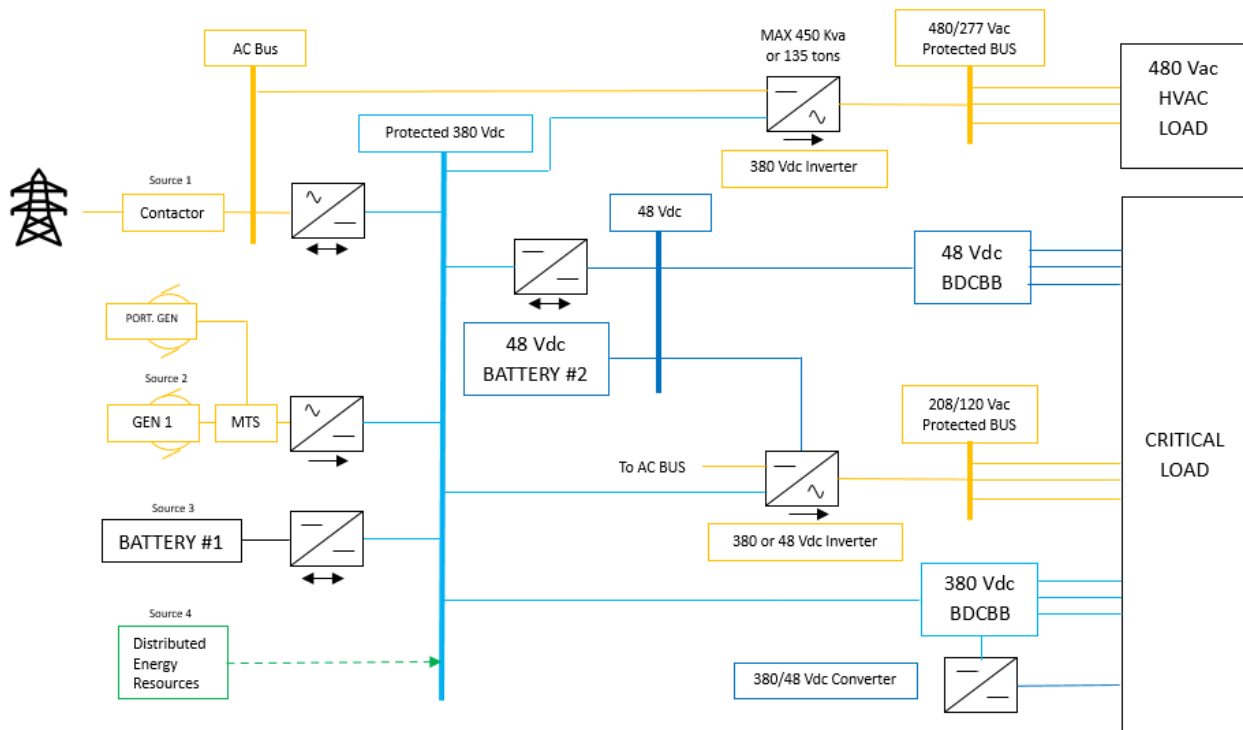 AC Bus
MAX 450 Kva
or 135 tons
480/277 Vac
Protected BUS
480 Vac
HVAC
LOAD
Protected 380 Vdc
380 Vdc Inverter
Source 1
Contactor
48 Vdc
48 Vdc
BDCBB
PORT. GEN
48 Vdc
BATTERY #2
Source 2
GEN 1
MTS
208/120 Vac
Protected BUS
CRITICAL
LOAD
To AC BUS
Source 3
BATTERY #1
380 or 48 Vdc Inverter
380 Vdc
BDCBB
Source 4
Distributed
Energy
Resources
380/48 Vdc Converter